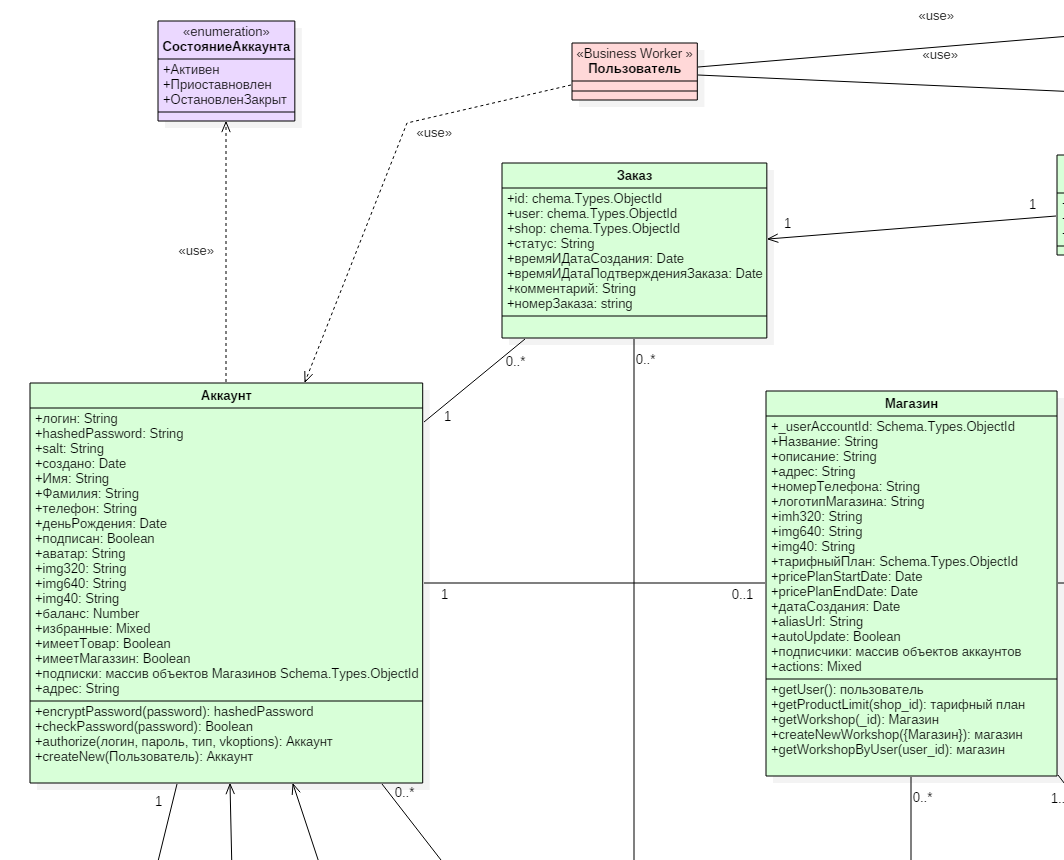 «use»
«enumeration»
СостояниеАккаунта
+Активен
+Приоставновлен
+ОстановленЗакрыт
«Business Worker »
Пользователь
«use»
«use»
«use»
Заказ
+id: chema.Types.ObjectId
+user: chema.Types.ObjectId
+shop: chema.Types.ObjectId
+статус: String
+времяИДатаСоздания: Date
+времяИДатаПодтвержденияЗаказа: Date
+комментарий: String
+номерЗаказа: string
1
1
0..*
0..*
1
Аккаунт
+логин: String
+hashedPassword: String
+salt: String
+создано: Date
+Имя: String
+Фамилия: String
+телефон: String
+деньРождения: Date
+подписан: Boolean
+аватар: String
+img320: String
+img640: String
+img40: String
+баланс: Number
+избранные: Mixed
+имеетТовар: Boolean
+имеетМагаззин: Boolean
+подписки: массив объектов Магазинов Schema.Types.ObjectId
+адрес: String
+encryptPassword(password): hashedPassword
+checkPassword(password): Boolean
+authorize(логин, пароль, тип, vkoptions): Аккаунт
+createNew(Пользователь): Аккаунт
1
0..1
Магазин
+_userAccountId: Schema.Types.ObjectId
+Название: String
+описание: String
+адрес: String
+номерТелефона: String
+логотипМагазина: String
+imh320: String
+img640: String
+img40: String
+тарифныйПлан: Schema.Types.ObjectId
+pricePlanStartDate: Date
+pricePlanEndDate: Date
+датаСоздания: Date
+aliasUrl: String
+autoUpdate: Boolean
+подписчики: массив объектов аккаунтов
+actions: Mixed
+getUser(): пользователь
+getProductLimit(shop_id): тарифный план
+getWorkshop(_id): Магазин
+createNewWorkshop({Магазин}): магазин
+getWorkshopByUser(user_id): магазин
1
0..*
0..*
1..